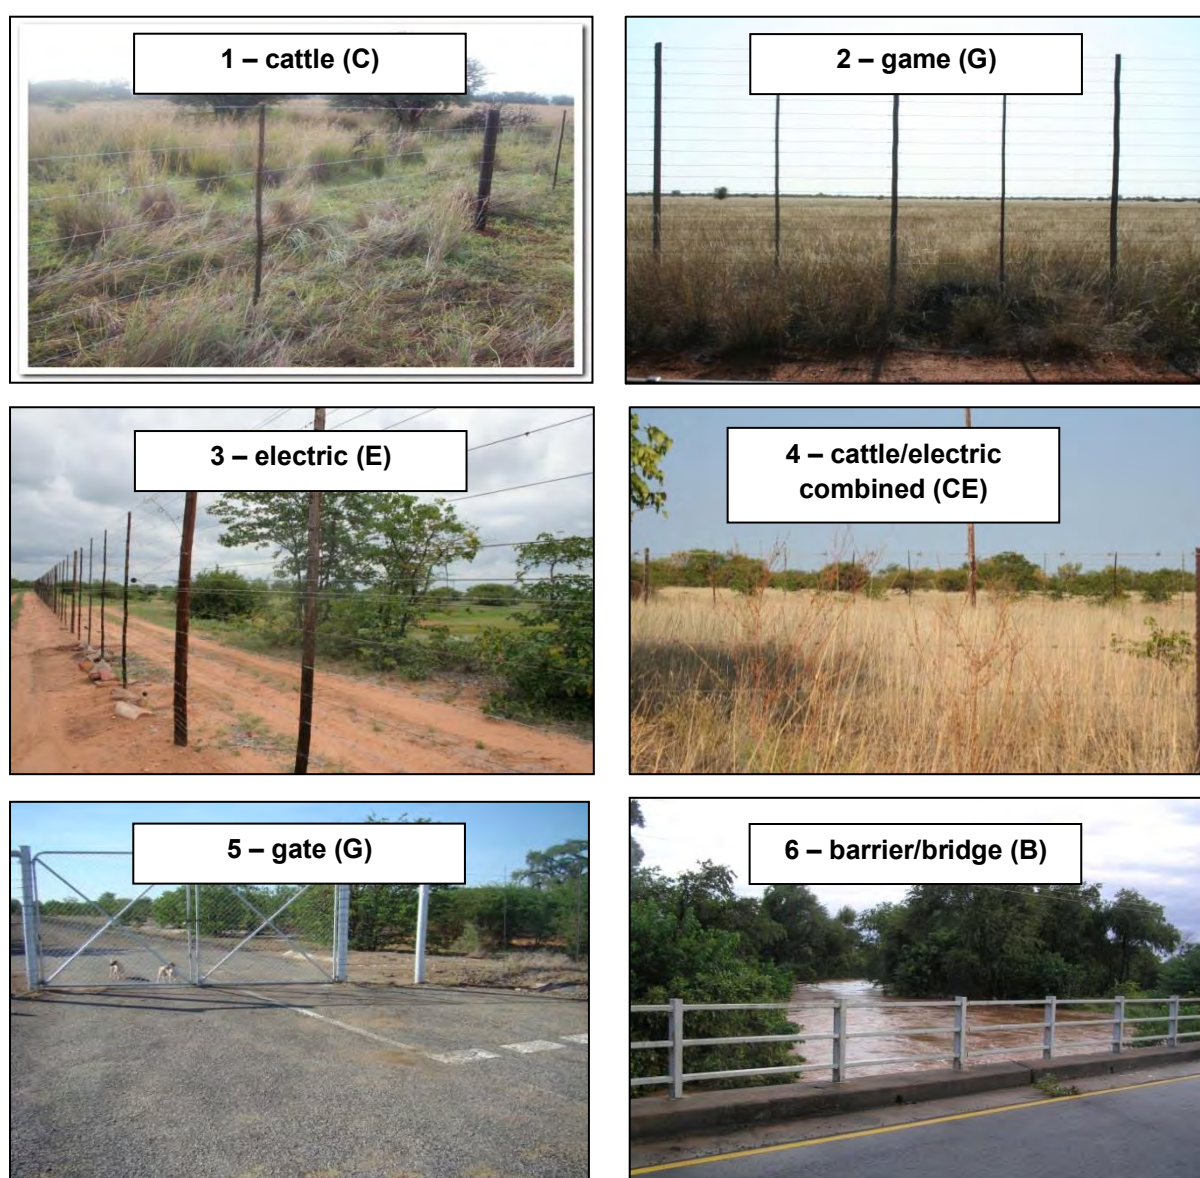 1 – cattle (C)
2 – game (G)
3 – electric (E)
4 – cattle/electric
combined (CE)
5 – gate (G)
6 – barrier/bridge (B)